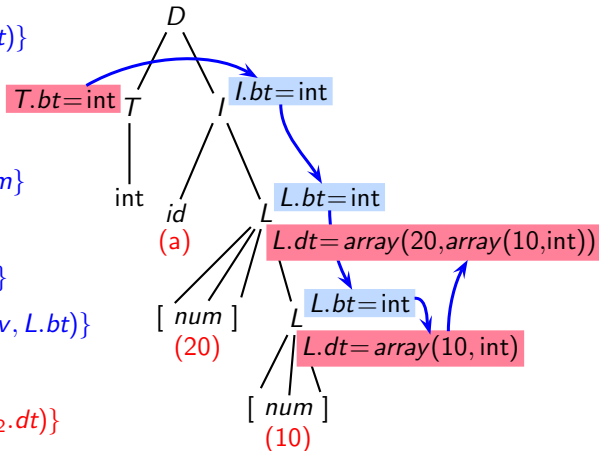 D
t)}
T.bt=int T I I.bt=int
m}
int id L L.bt=int
(a)
L.dt=array(20,array(10,int))
}
L.bt=int
[ num ] L
v, L.bt)}
(20) L.dt=array(10, int)
[ num ]
2.dt)}
(10)